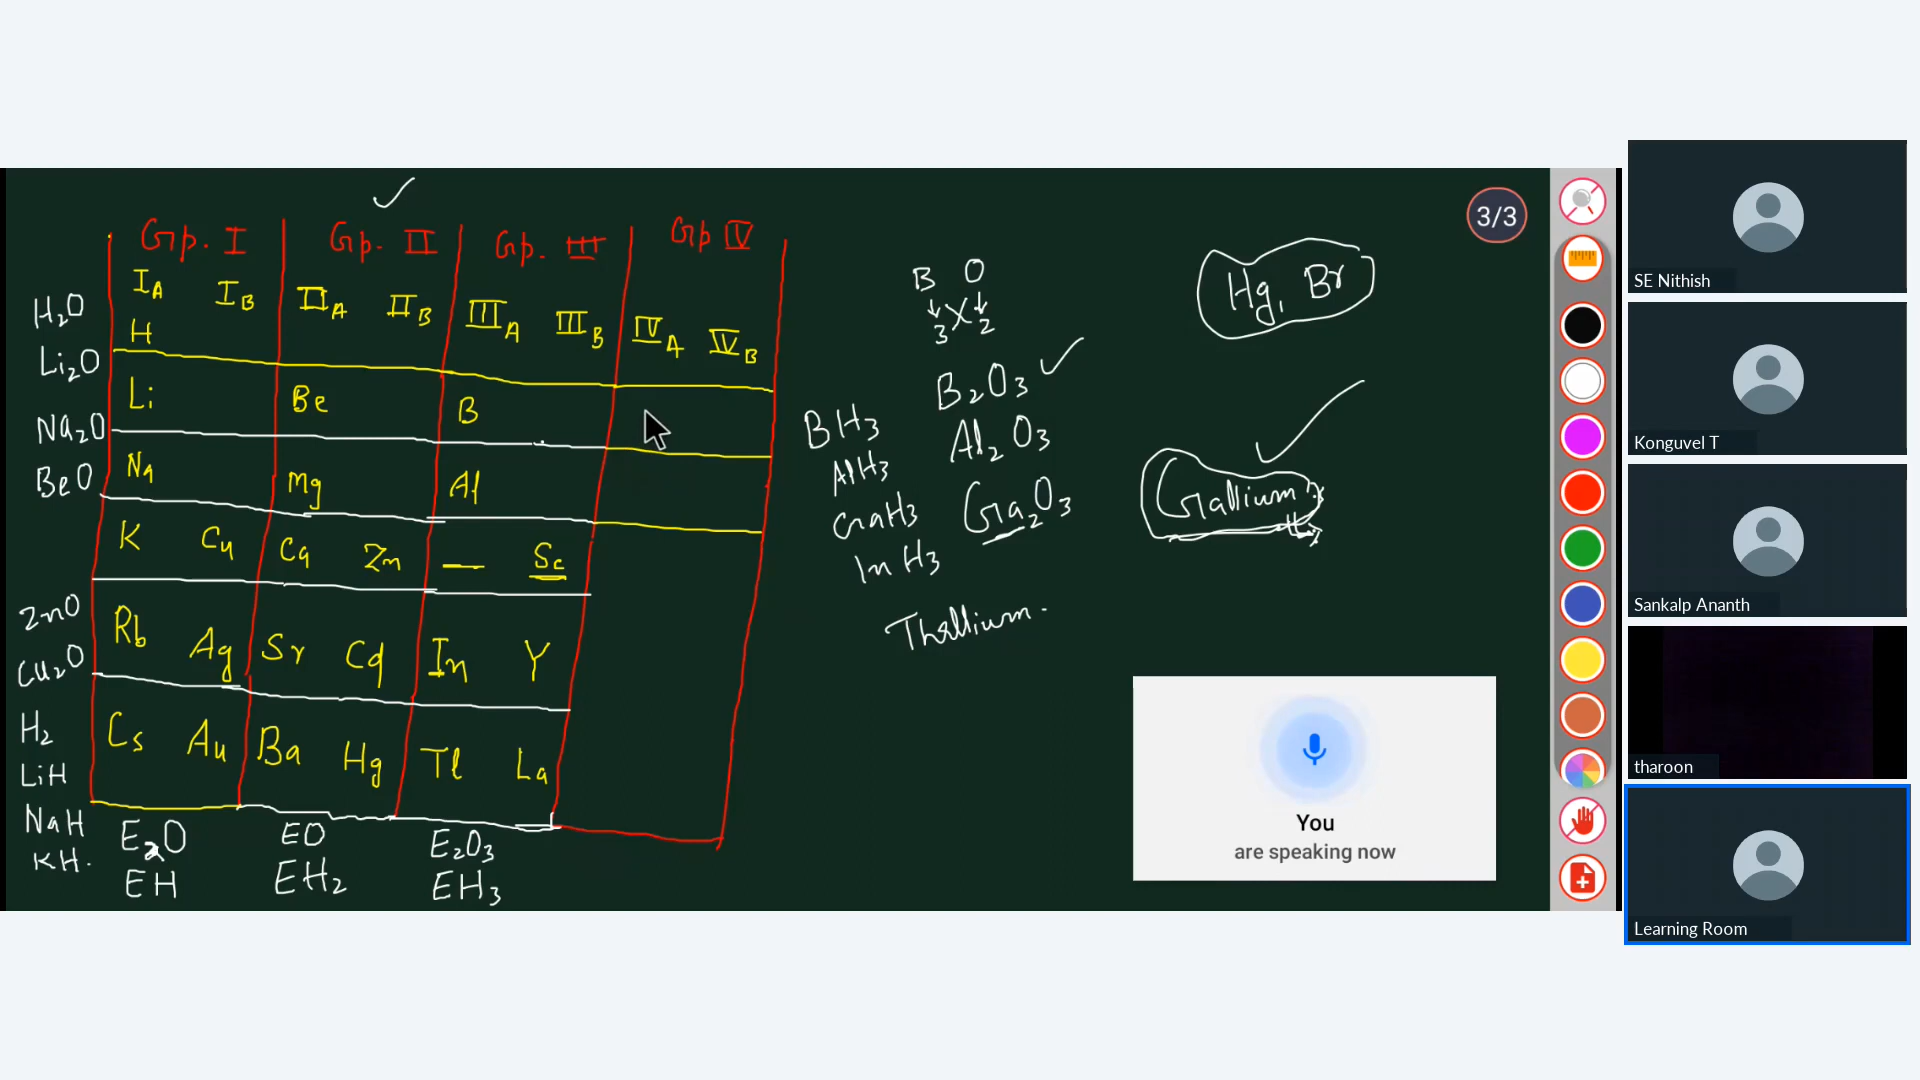 Gp. I Gp. II Gp. III Gp IV
IA IB IIA IIB IIIA IIIB IVA IVB
H
Li Be B
Na Mg Al
K Cu Ca Zn — Sc
Rb Ag Sr Cd In Y
Cs Au Ba Hg Tl La
E₂O EO E₂O₃
EH EH₂ EH₃
H₂O
Li₂O
Na₂O
BeO
ZnO
Cu₂O
H₂
LiH
NaH
KH.
B O
3 2
B₂O₃
Al₂O₃
Ga₂O₃
BH₃
AlH₃
GaH₃
InH₃
Thallium.
Hg, Br
Gallium
3/3
You
are speaking now
SE Nithish
Konguvel T
Sankalp Ananth
tharoon
Learning Room